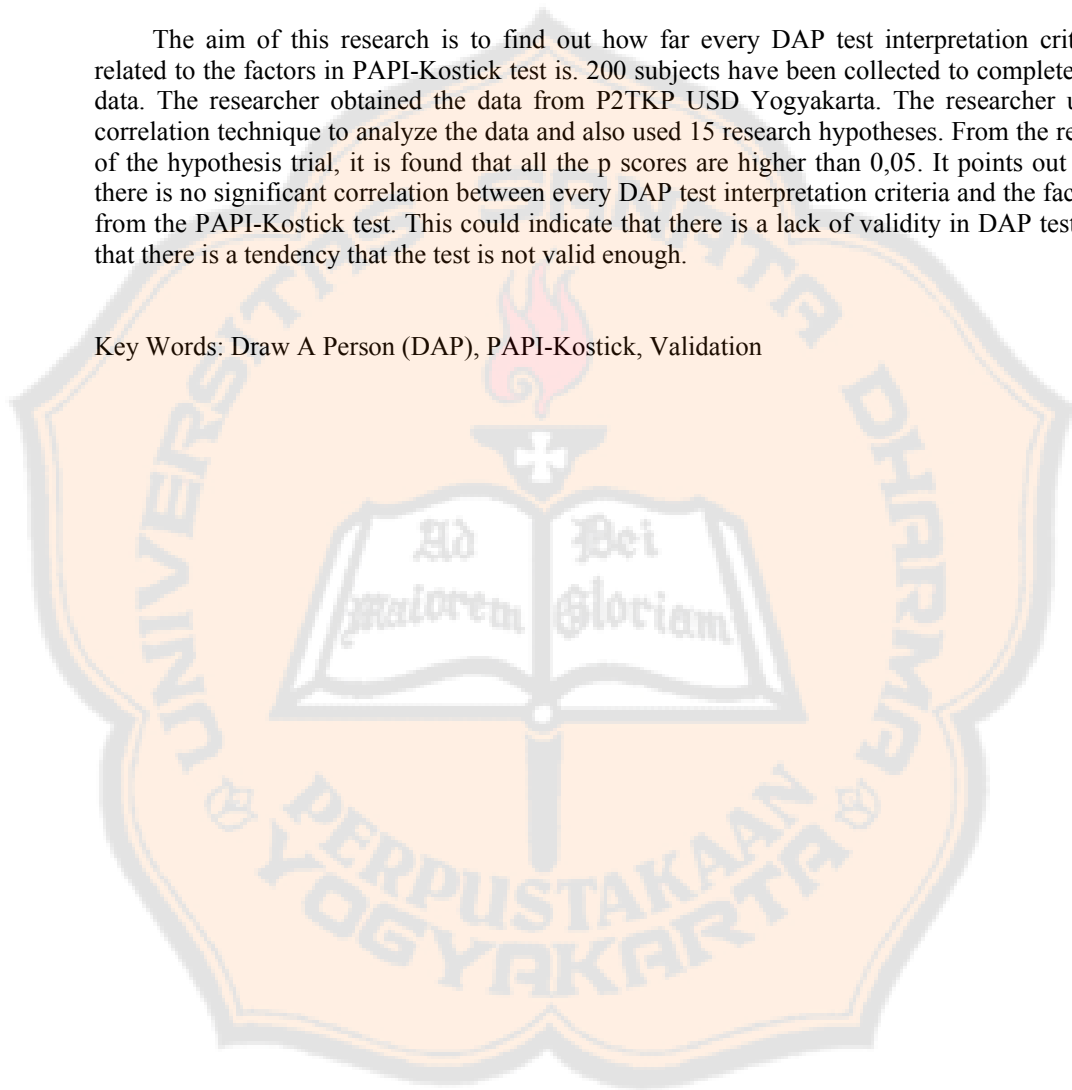 The aim of this research is to find out how far every DAP test interpretation crit
related to the factors in PAPI-Kostick test is. 200 subjects have been collected to complete
data. The researcher obtained the data from P2TKP USD Yogyakarta. The researcher u
correlation technique to analyze the data and also used 15 research hypotheses. From the re
of the hypothesis trial, it is found that all the p scores are higher than 0,05. It points out
there is no significant correlation between every DAP test interpretation criteria and the fac
from the PAPI-Kostick test. This could indicate that there is a lack of validity in DAP test
that there is a tendency that the test is not valid enough.
Key Words: Draw A Person (DAP), PAPI-Kostick, Validation
UNIVERSITAS SANATA DHARMA
Ad Dei
Maiorem Gloriam
PERPUSTAKAAN
YOGYAKARTA